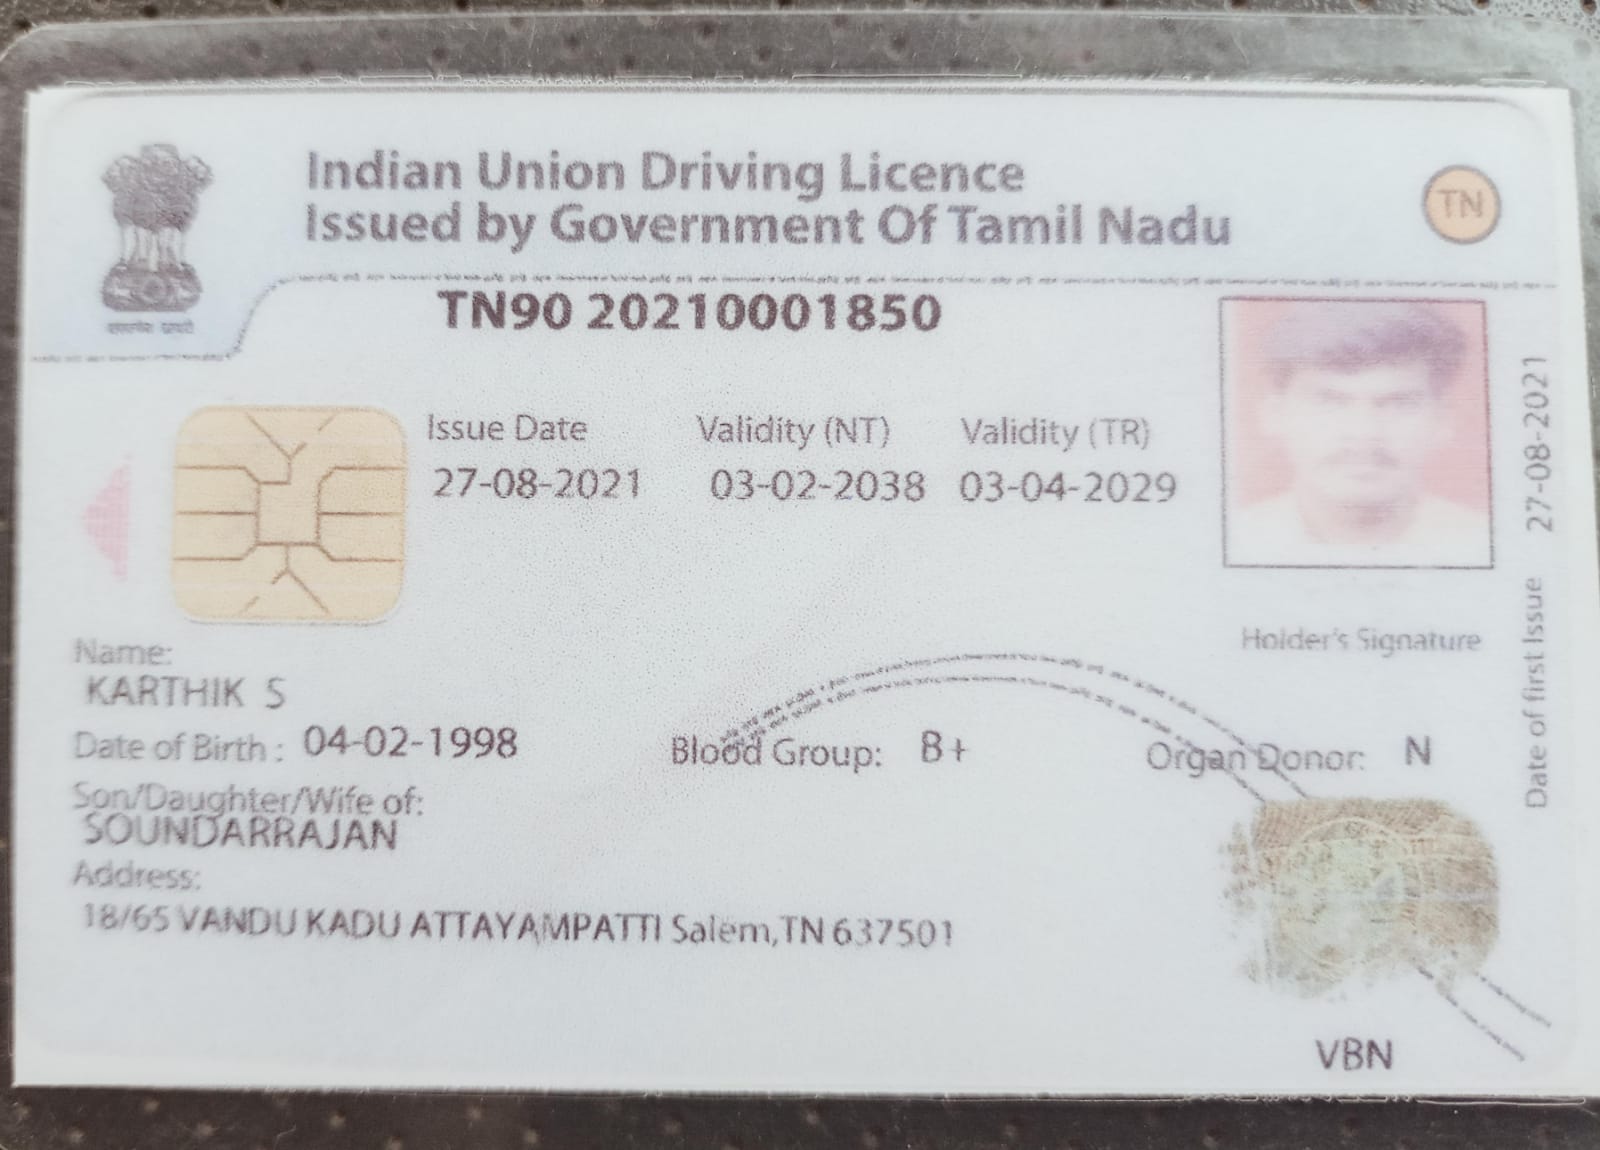 Indian Union Driving Licence
Issued by Government Of Tamil Nadu
TN
TN90 20210001850
Issue Date Validity (NT) Validity (TR)
27-08-2021 03-02-2038 03-04-2029
Date of first Issue 27-08-2021
Holder's Signature
Name:
KARTHIK S
Date of Birth : 04-02-1998 Blood Group: B+ Organ Donor: N
Son/Daughter/Wife of:
SOUNDARRAJAN
Address:
18/65 VANDU KADU ATTAYAMPATTI Salem,TN 637501
VBN